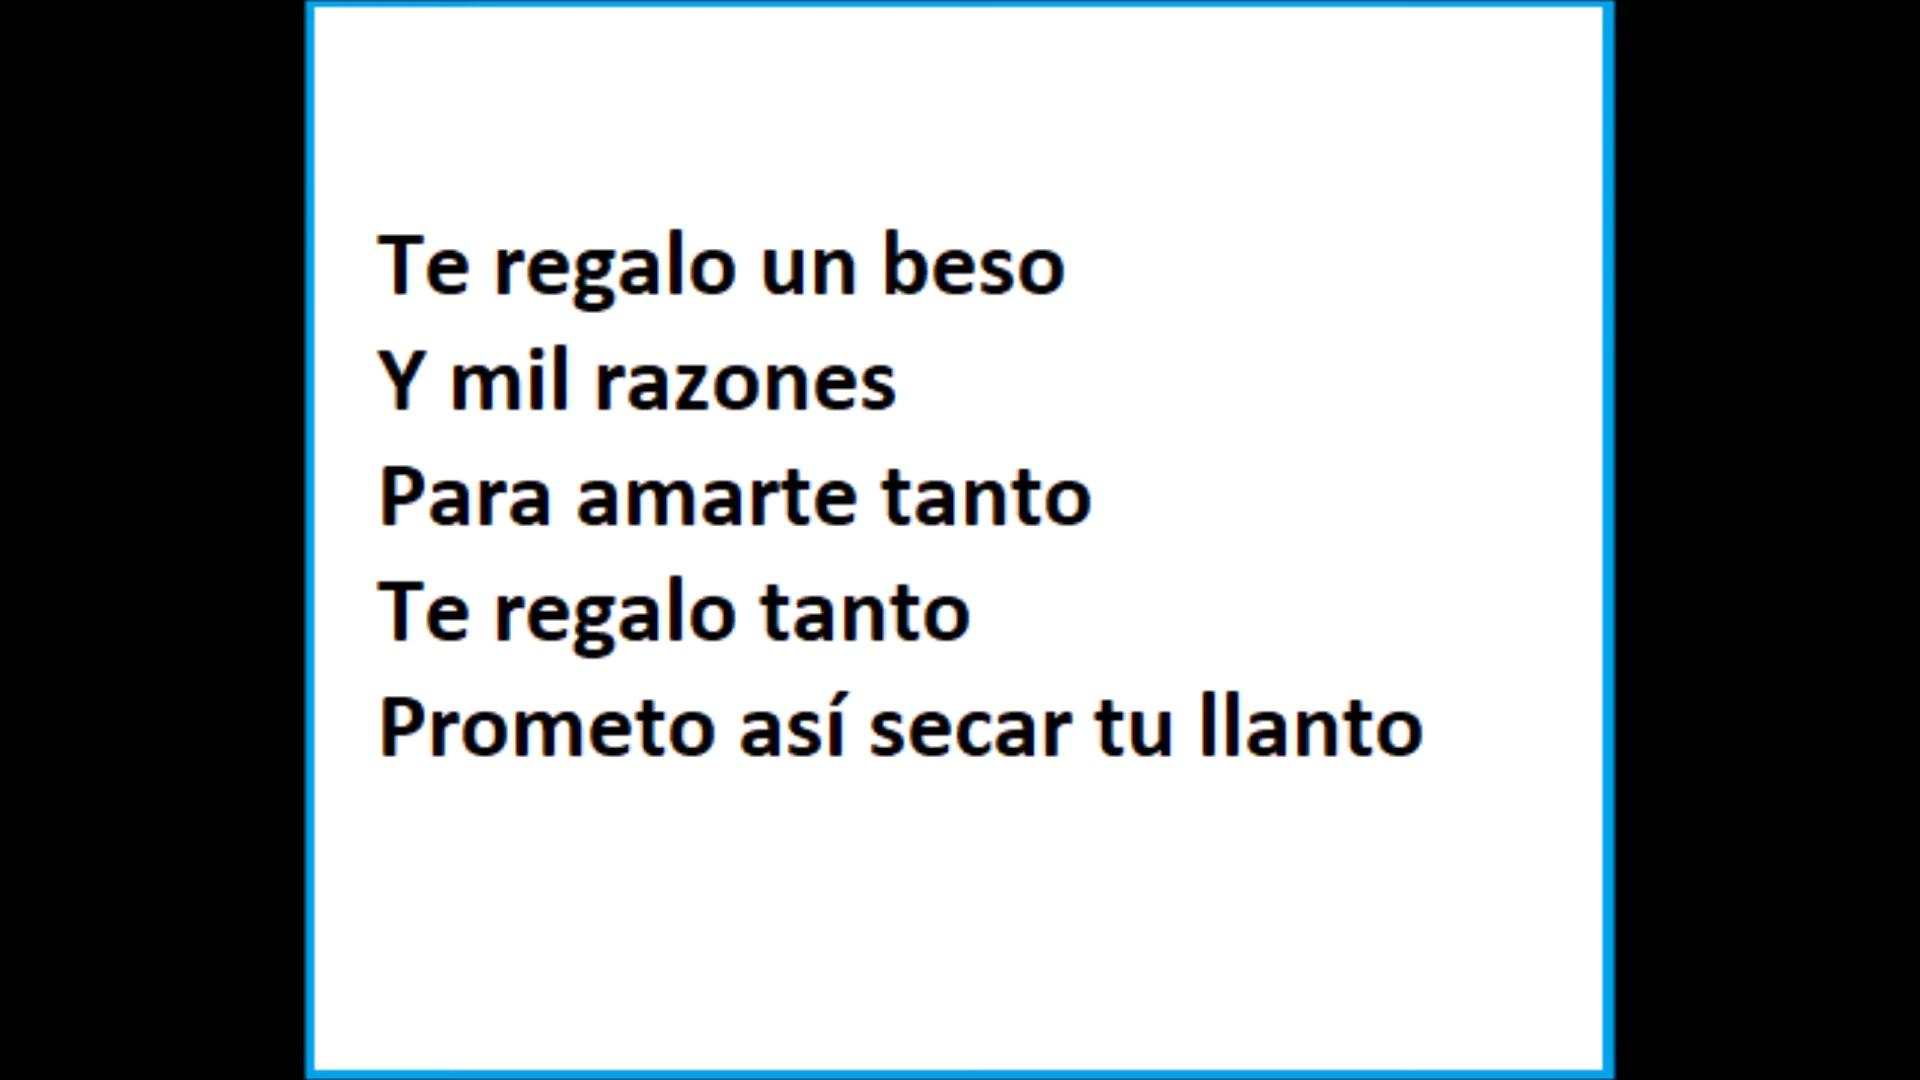 Te regalo un beso
Y mil razones
Para amarte tanto
Te regalo tanto
Prometo así secar tu llanto